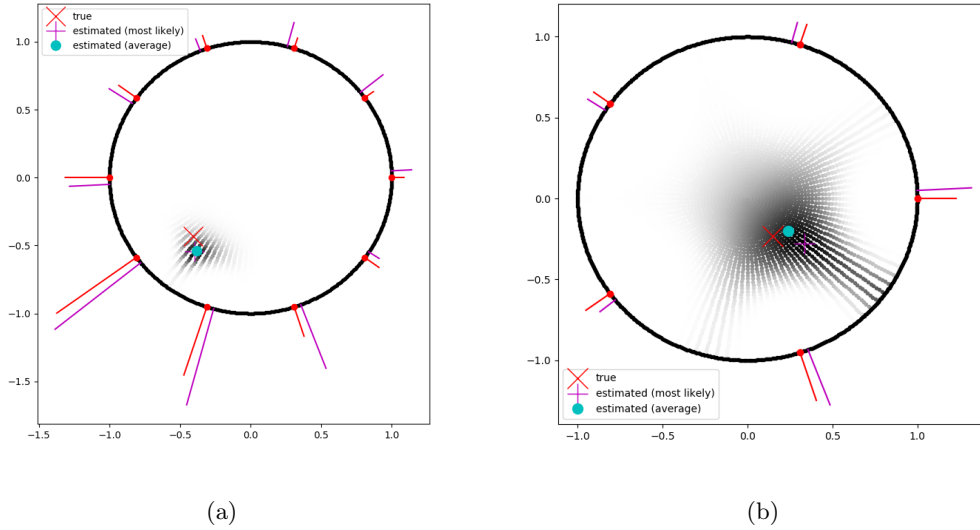 true
estimated (most likely)
estimated (average)
1.0
0.5
0.0
−0.5
−1.0
−1.5
−1.5 −1.0 −0.5 0.0 0.5 1.0
(a)
1.0
0.5
0.0
−0.5
−1.0
true
estimated (most likely)
estimated (average)
−1.0 −0.5 0.0 0.5 1.0
(b)